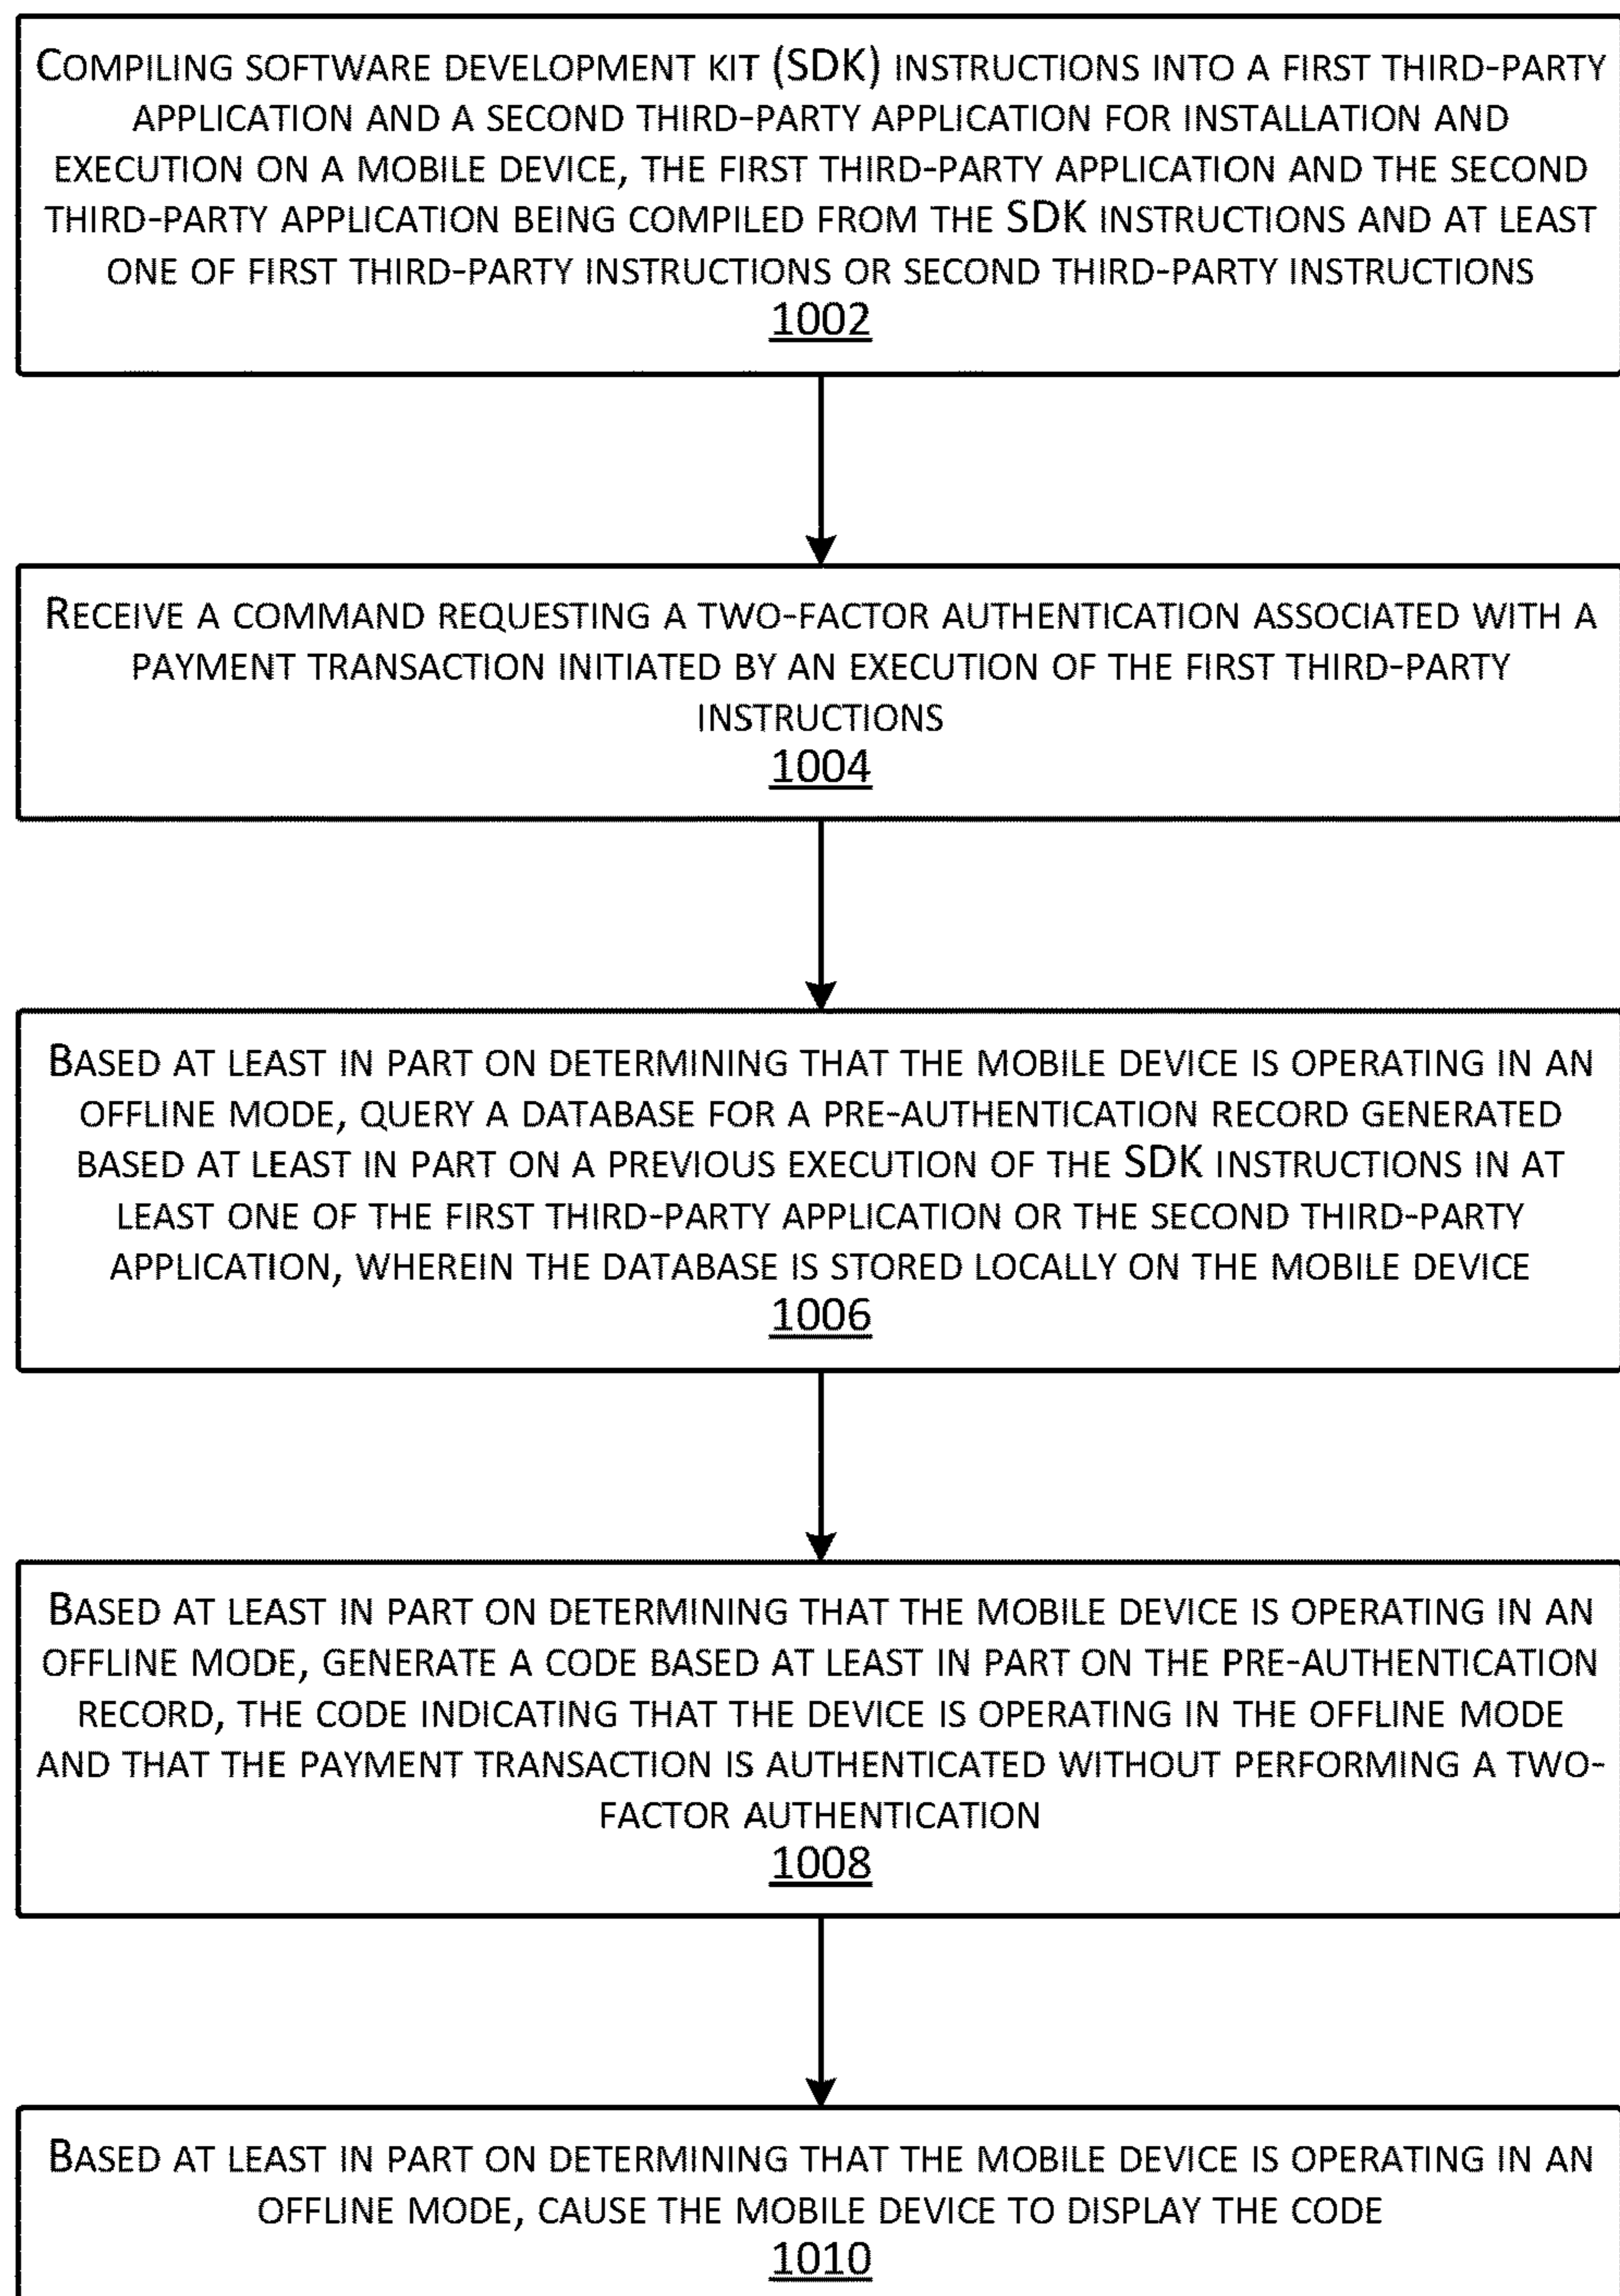 COMPILING SOFTWARE DEVELOPMENT KIT (SDK) INSTRUCTIONS INTO A FIRST THIRD-PARTY
APPLICATION AND A SECOND THIRD-PARTY APPLICATION FOR INSTALLATION AND
EXECUTION ON A MOBILE DEVICE, THE FIRST THIRD-PARTY APPLICATION AND THE SECOND
THIRD-PARTY APPLICATION BEING COMPILED FROM THE SDK INSTRUCTIONS AND AT LEAST
ONE OF FIRST THIRD-PARTY INSTRUCTIONS OR SECOND THIRD-PARTY INSTRUCTIONS
1002
RECEIVE A COMMAND REQUESTING A TWO-FACTOR AUTHENTICATION ASSOCIATED WITH A
PAYMENT TRANSACTION INITIATED BY AN EXECUTION OF THE FIRST THIRD-PARTY
INSTRUCTIONS
1004
BASED AT LEAST IN PART ON DETERMINING THAT THE MOBILE DEVICE IS OPERATING IN AN
OFFLINE MODE, QUERY A DATABASE FOR A PRE-AUTHENTICATION RECORD GENERATED
BASED AT LEAST IN PART ON A PREVIOUS EXECUTION OF THE SDK INSTRUCTIONS IN AT
LEAST ONE OF THE FIRST THIRD-PARTY APPLICATION OR THE SECOND THIRD-PARTY
APPLICATION, WHEREIN THE DATABASE IS STORED LOCALLY ON THE MOBILE DEVICE
1006
BASED AT LEAST IN PART ON DETERMINING THAT THE MOBILE DEVICE IS OPERATING IN AN
OFFLINE MODE, GENERATE A CODE BASED AT LEAST IN PART ON THE PRE-AUTHENTICATION
RECORD, THE CODE INDICATING THAT THE DEVICE IS OPERATING IN THE OFFLINE MODE
AND THAT THE PAYMENT TRANSACTION IS AUTHENTICATED WITHOUT PERFORMING A TWO-
FACTOR AUTHENTICATION
1008
BASED AT LEAST IN PART ON DETERMINING THAT THE MOBILE DEVICE IS OPERATING IN AN
OFFLINE MODE, CAUSE THE MOBILE DEVICE TO DISPLAY THE CODE
1010